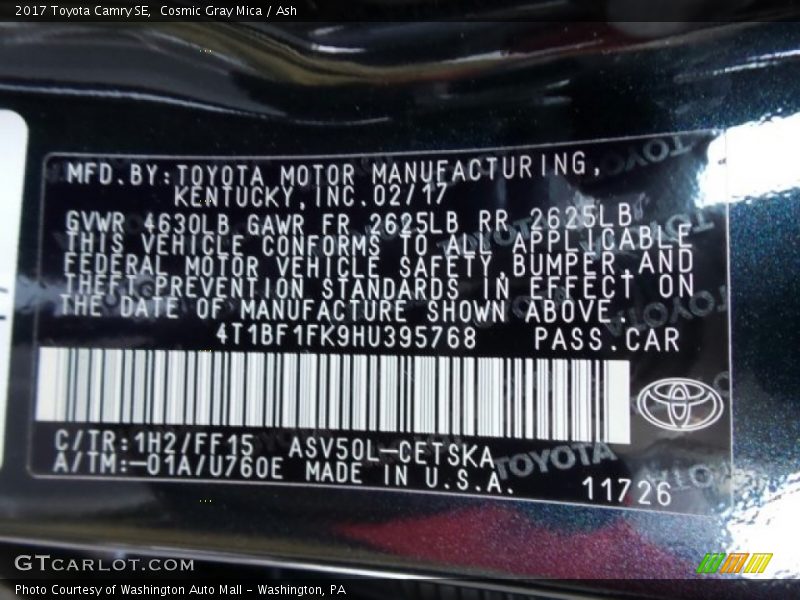 2017 Toyota Camry SE, Cosmic Gray Mica / Ash
MFD.BY:TOYOTA MOTOR MANUFACTURING,
KENTUCKY,INC.02/17
GVWR 4630LB GAWR FR 2625LB RR 2625LB
THIS VEHICLE CONFORMS TO ALL APPLICABLE
FEDERAL MOTOR VEHICLE SAFETY,BUMPER,AND
THEFT PREVENTION STANDARDS IN EFFECT ON
THE DATE OF MANUFACTURE SHOWN ABOVE.
4T1BF1FK9HU395768 PASS.CAR
C/TR:1H2/FF15 ASV50L-CETSKA
A/TM:-01A/U760E MADE IN U.S.A.
TOYOTA
11726
GTCARLOT.COM
Photo Courtesy of Washington Auto Mall - Washington, PA